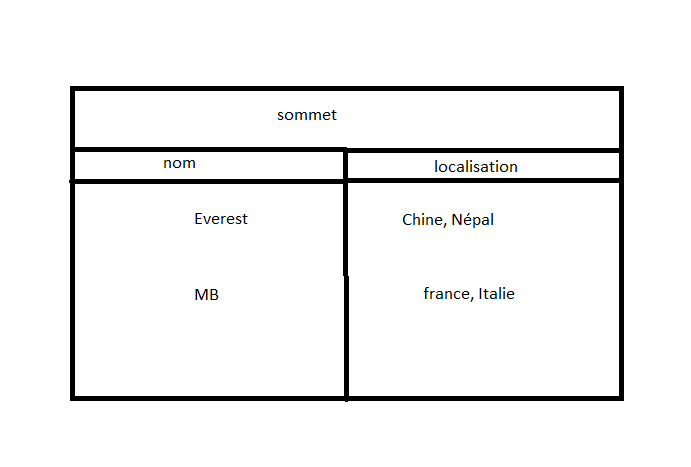 sommet
nom localisation
Everest Chine, Népal
MB france, Italie